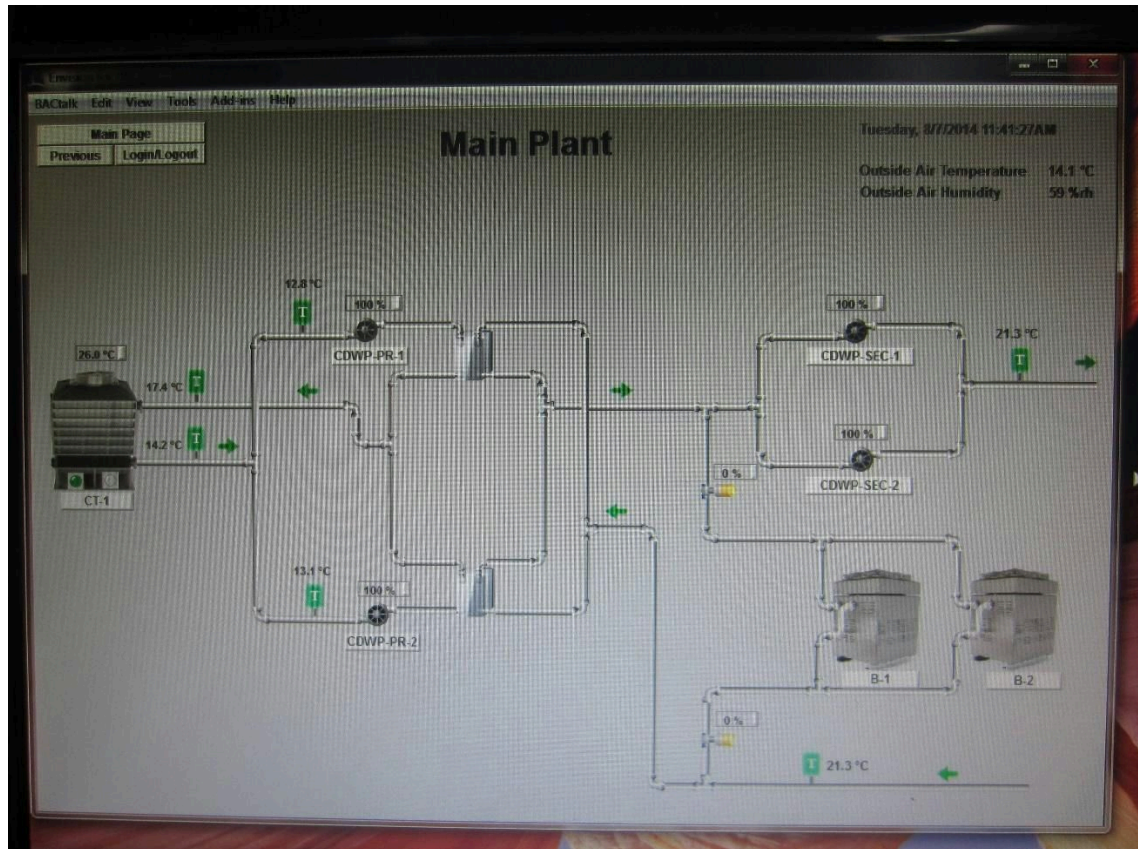 BACtalk Edit View Tools Add-ins Help
Main Page
Previous Login/Logout
Main Plant
Tuesday, 8/7/2014 11:41:27AM
Outside Air Temperature 14.1 °C
Outside Air Humidity 59 %rh
12.8 °C
T
100 %
CDWP-PR-1
100 %
CDWP-SEC-1
21.3 °C
T
26.0 °C
17.4 °C T
14.2 °C T
CT-1
100 %
CDWP-SEC-2
0 %
13.1 °C
T
100 %
CDWP-PR-2
B-1
B-2
0 %
T 21.3 °C